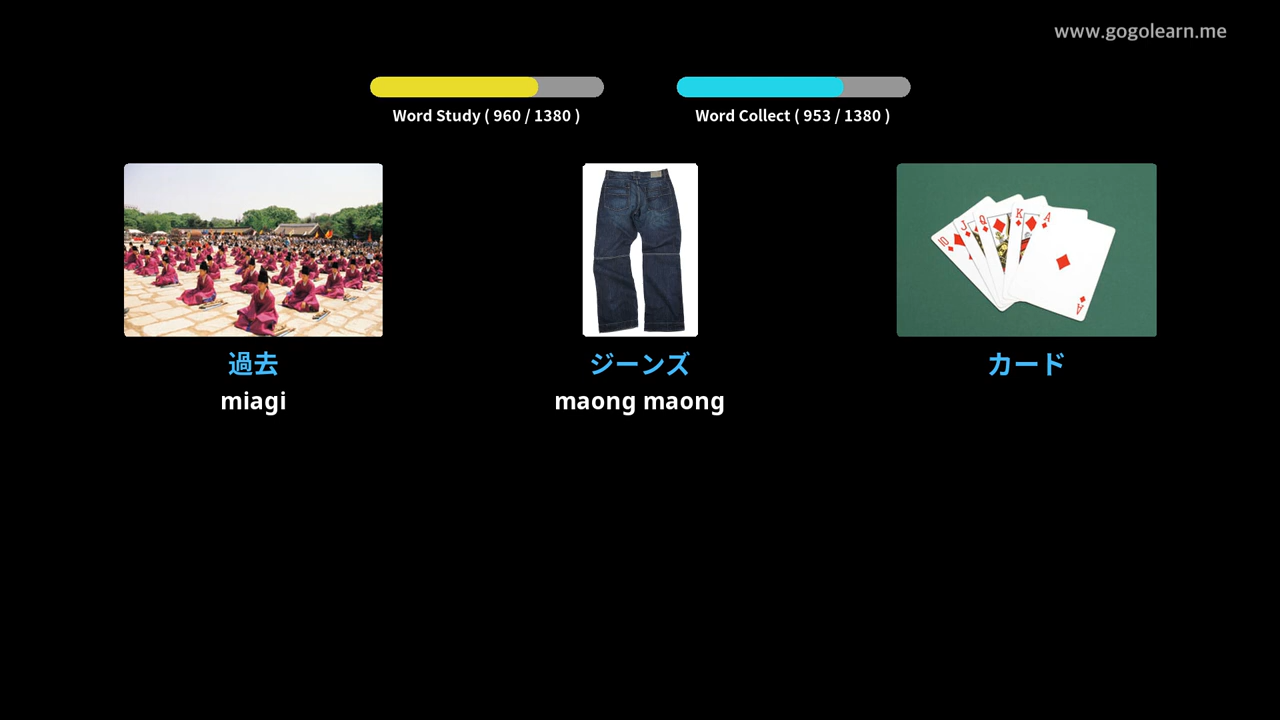 www.gogolearn.me
Word Study ( 960 / 1380 )
Word Collect ( 953 / 1380 )
10 J Q K A
A
過去
ジーンズ
カード
miagi
maong maong